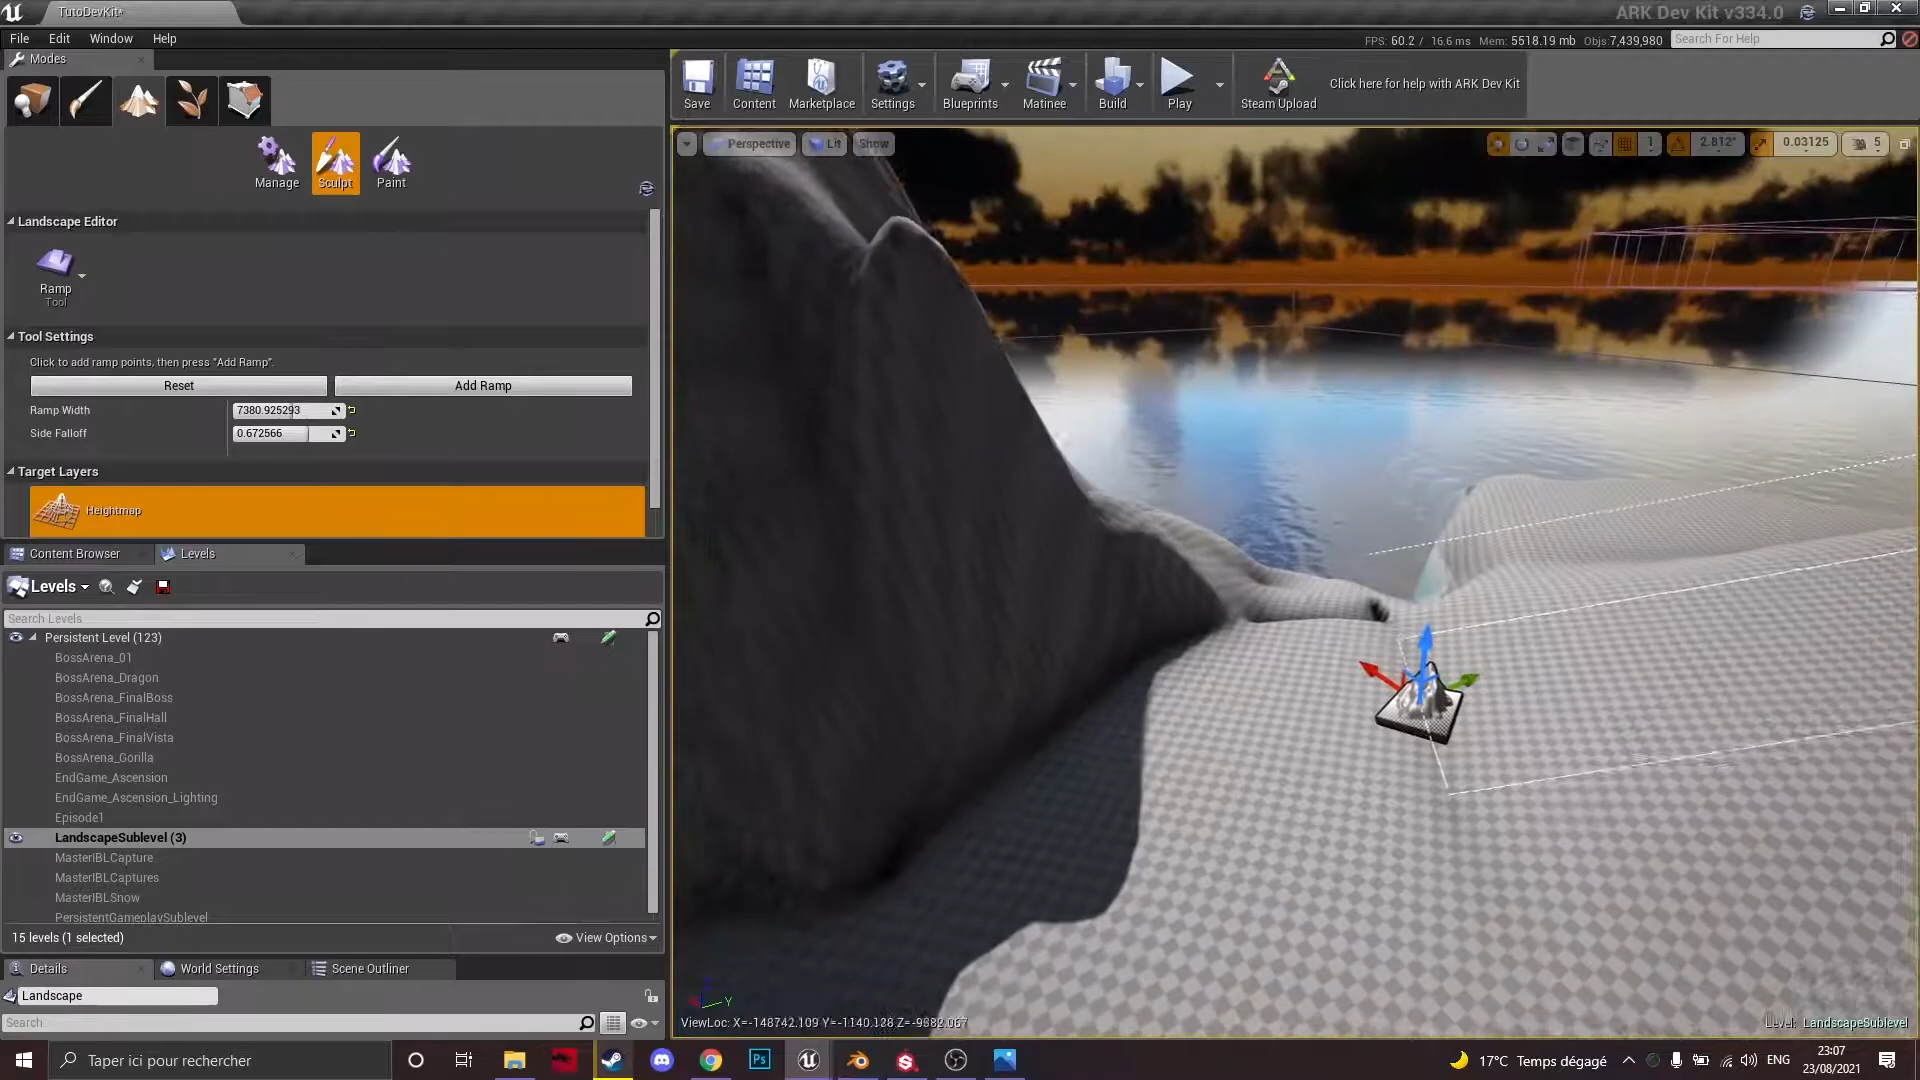 TutoDevKit*
ARK Dev Kit v334.0
File Edit Window Help
FPS: 60.2 / 16.6 ms Mem: 5518.19 mb Objs:7,439,980
Search For Help
Modes
Save Content Marketplace Settings Blueprints Matinee Build Play Steam Upload Click here for help with ARK Dev Kit
Perspective Lit Show
1 2.812° 0.03125 5
Manage Sculpt Paint
Landscape Editor
Ramp
Tool
Tool Settings
Click to add ramp points, then press "Add Ramp".
Reset Add Ramp
Ramp Width 7380.925293
Side Falloff 0.672566
Target Layers
Heightmap
Content Browser Levels
Levels
Search Levels
Persistent Level (123)
BossArena_01
BossArena_Dragon
BossArena_FinalBoss
BossArena_FinalHall
BossArena_FinalVista
BossArena_Gorilla
EndGame_Ascension
EndGame_Ascension_Lighting
Episode1
LandscapeSublevel (3)
MasterIBLCapture
MasterIBLCaptures
MasterIBLSnow
PersistentGameplaySublevel
15 levels (1 selected) View Options
Details World Settings Scene Outliner
Landscape
Search
Y
ViewLoc: X=-148742.109 Y=-1140.128 Z=-9382.067
Level: LandscapeSublevel
Taper ici pour rechercher
Ps
17°C Temps dégagé
ENG
23:07
23/08/2021